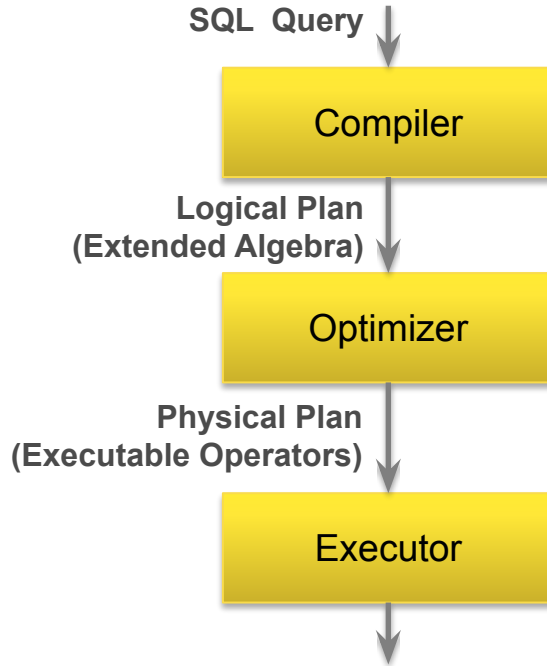 SQL Query
Compiler
Logical Plan
(Extended Algebra)
Optimizer
Physical Plan
(Executable Operators)
Executor